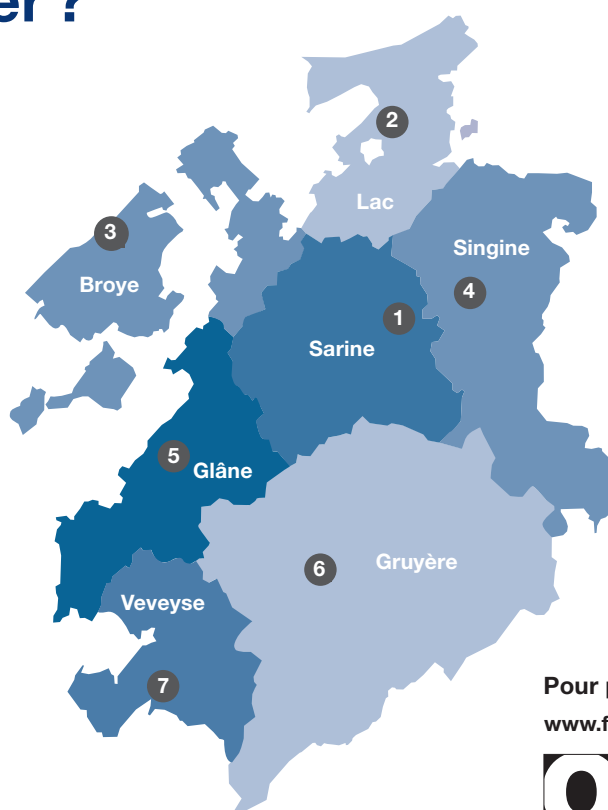 ?
2
Lac
3
Singine
Broye
4
1
Sarine
5
Glâne
6
Gruyère
Veveyse
7
Pour
www.f